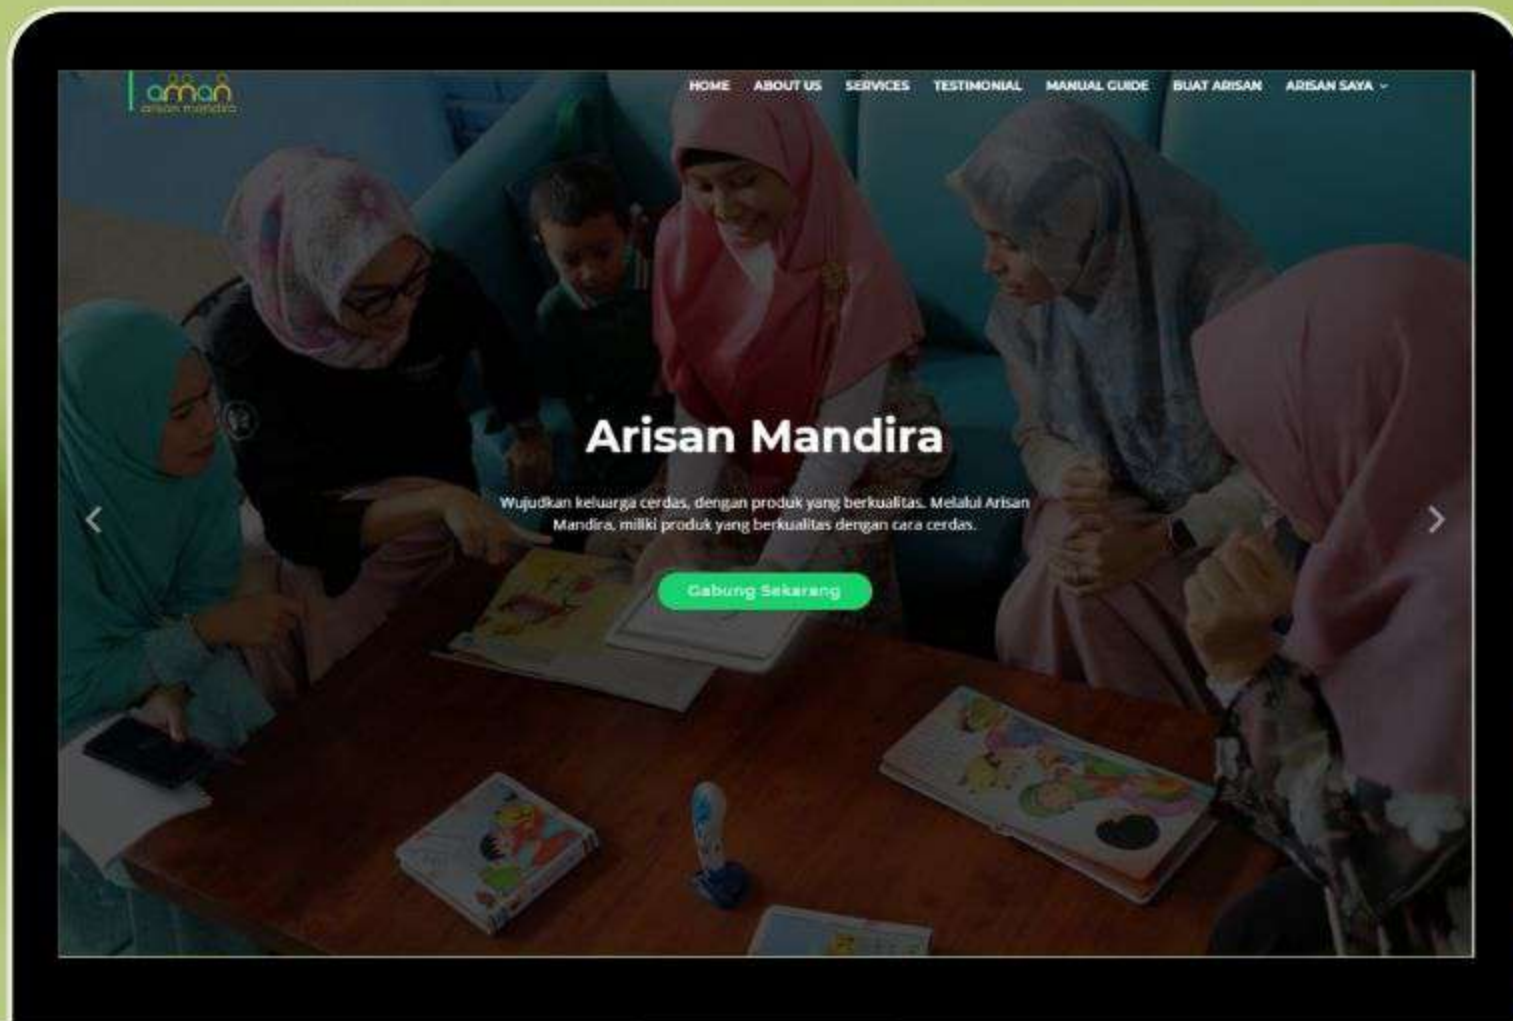 aman
arisan mandira
HOME ABOUT US SERVICES TESTIMONIAL MANUAL GUIDE BUAT ARISAN ARISAN SAYA
Arisan Mandira
Wujudkan keluarga cerdas, dengan produk yang berkualitas. Melalui Arisan
Mandira, miliki produk yang berkualitas dengan cara cerdas.
Gabung Sekarang